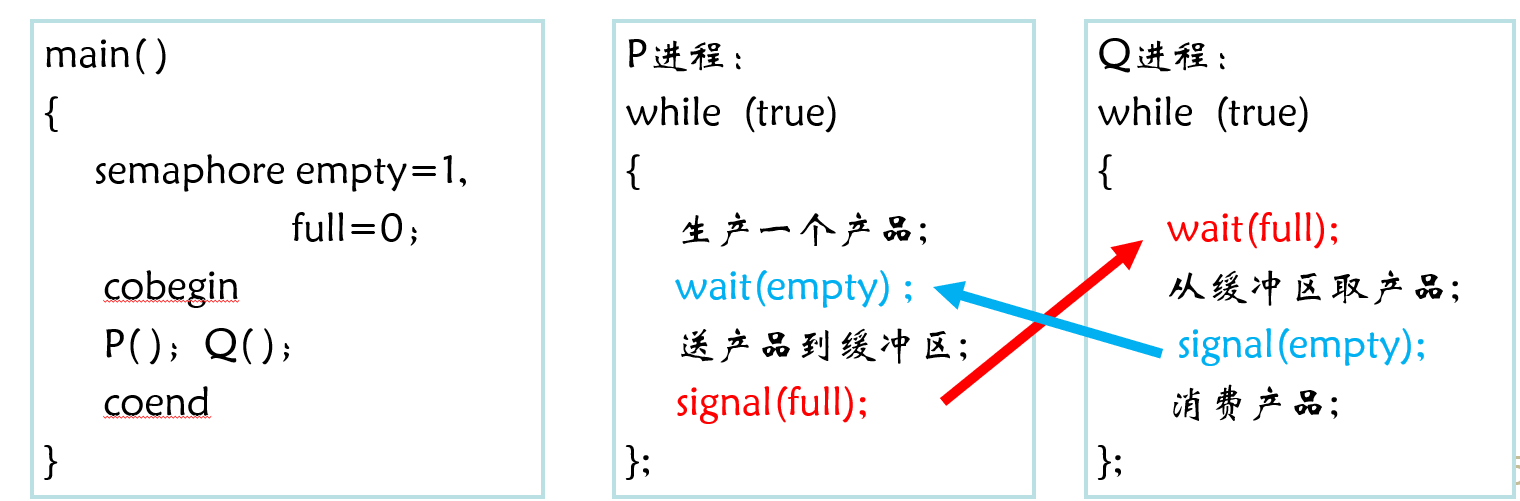 main( )
{
semaphore empty=1,
full=0；
cobegin
P( )；Q( )；
coend
}
P进程：
while (true)
{
生产一个产品；
wait(empty)；
送产品到缓冲区；
signal(full);
};
Q进程：
while (true)
{
wait(full);
从缓冲区取产品；
signal(empty);
消费产品；
};